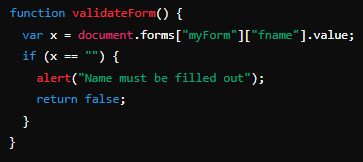 function validateForm() {
  var x = document.forms["myForm"]["fname"].value;
  if (x == "") {
    alert("Name must be filled out");
    return false;
  }
}